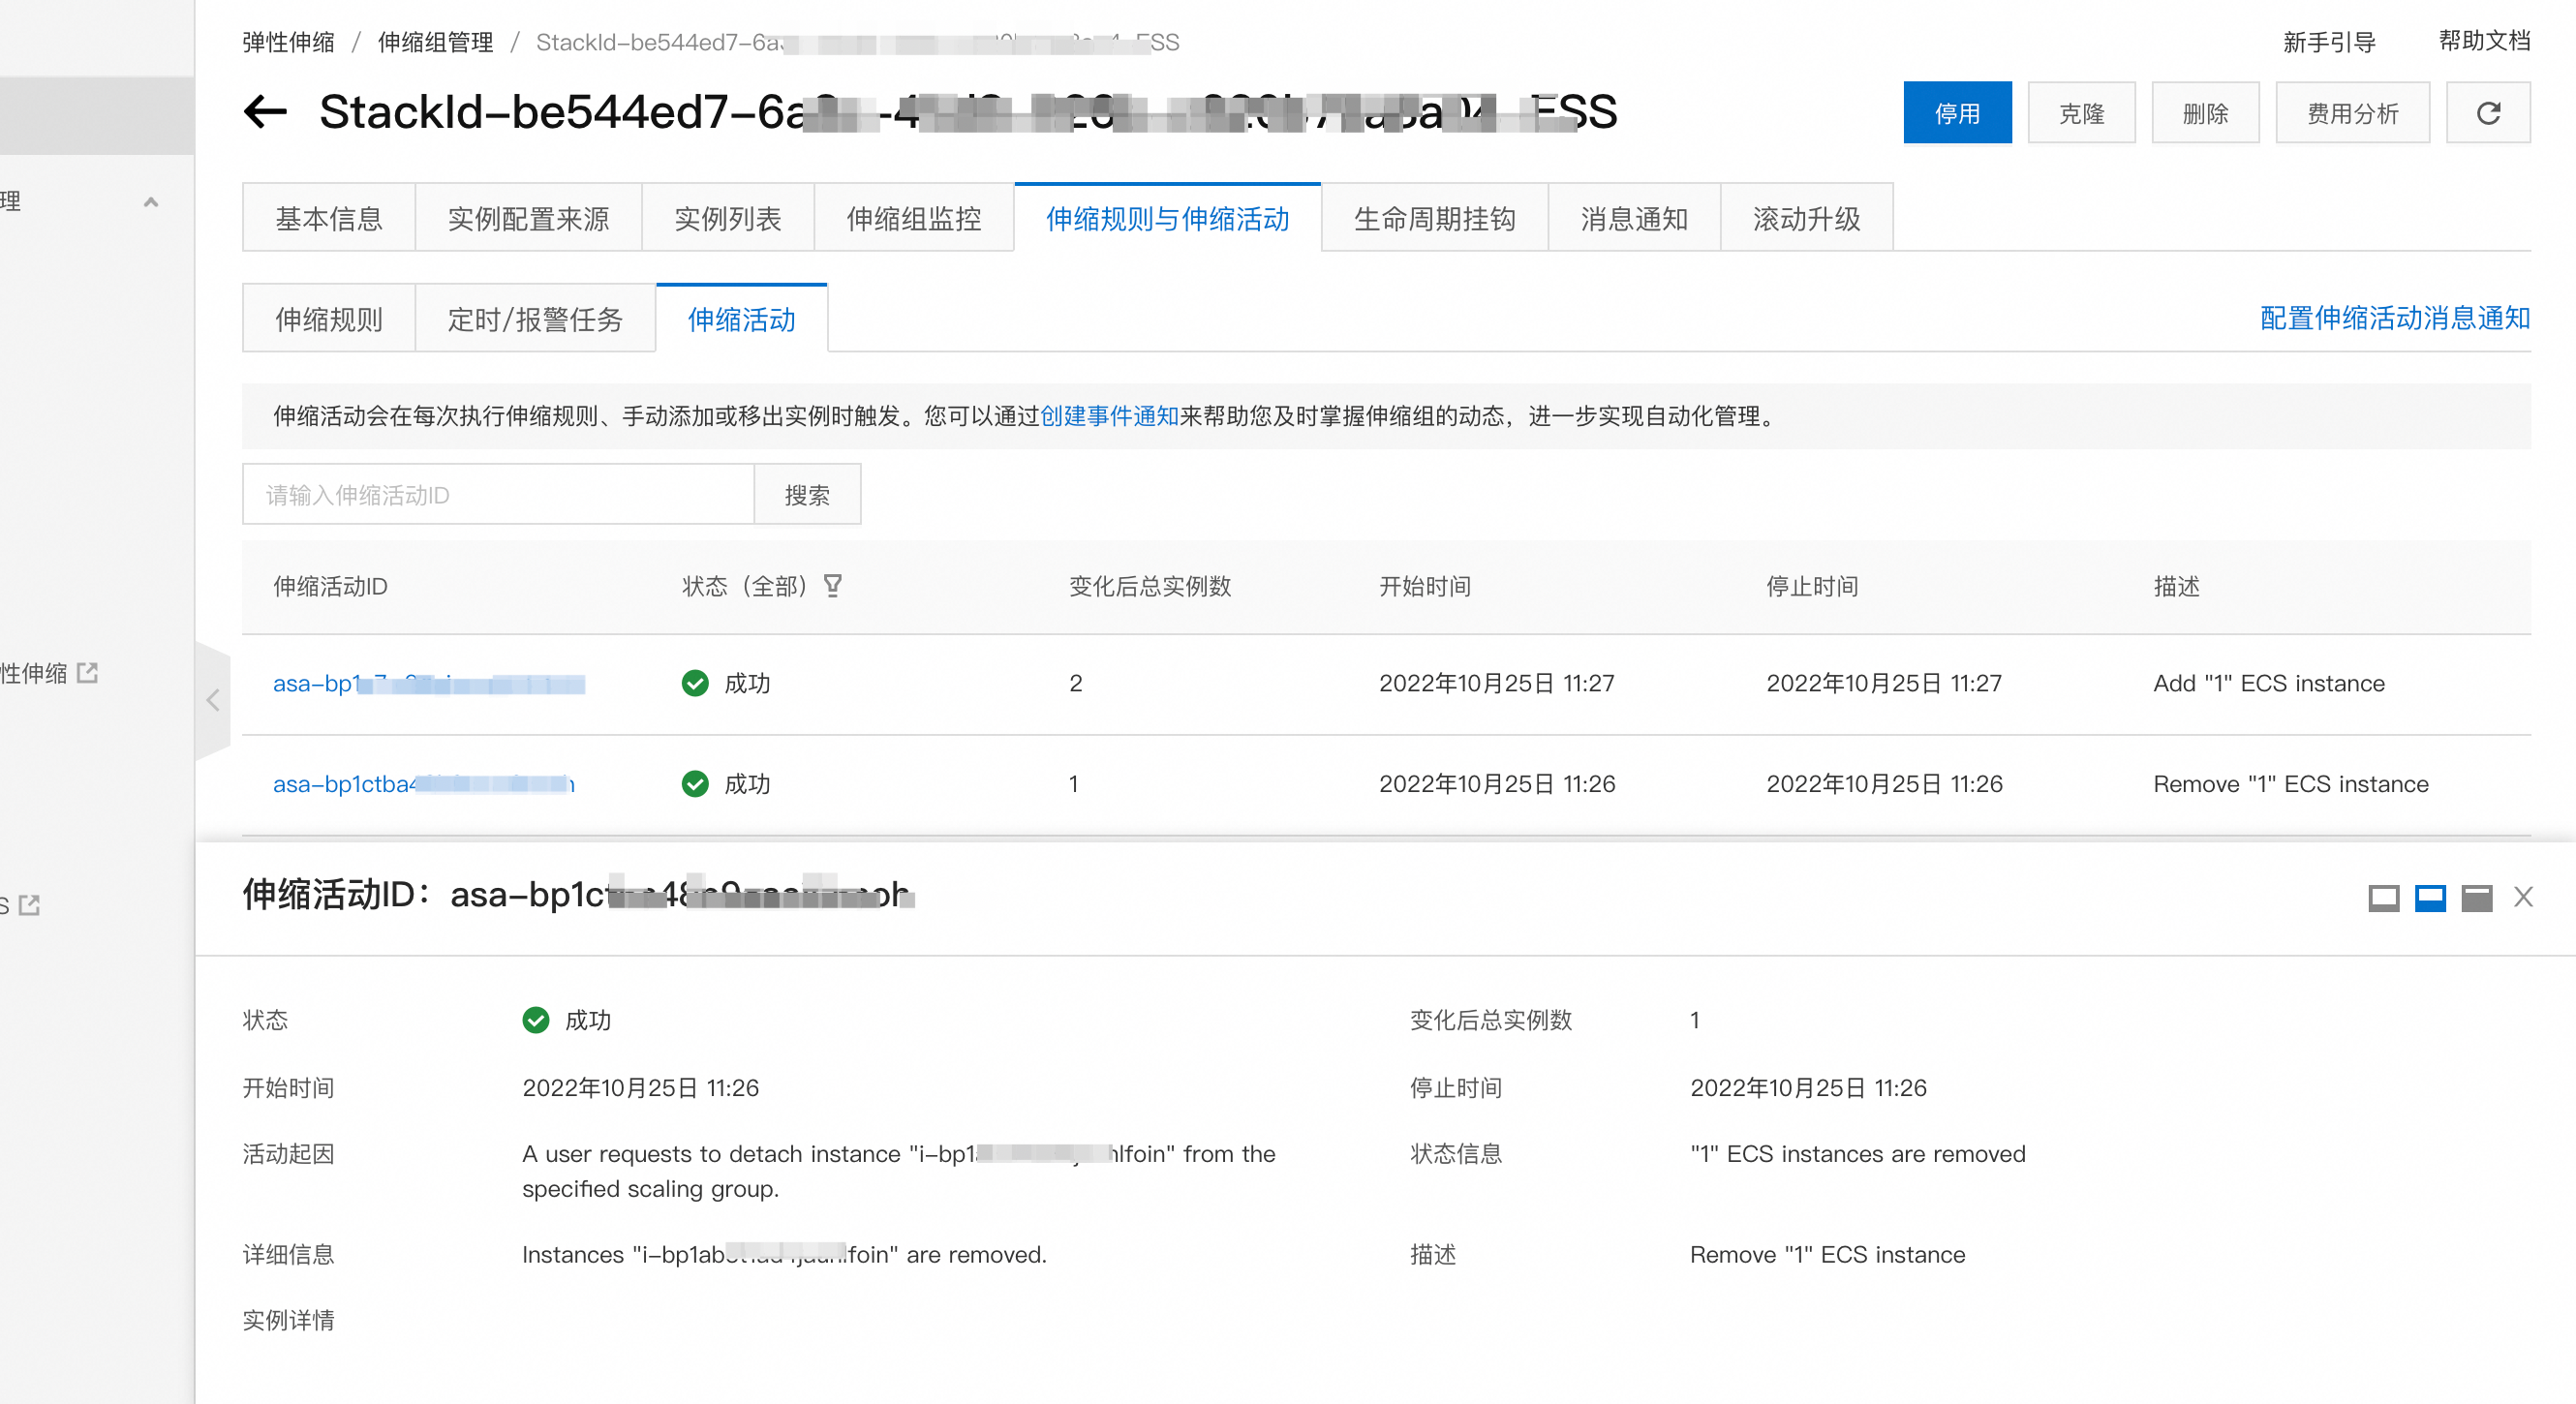 弹性伸缩 / 伸缩组管理 / StackId-be544ed7-6a ESS
新手引导 帮助文档
StackId-be544ed7-6a ESS
停用 克隆 删除 费用分析
理
基本信息 实例配置来源 实例列表 伸缩组监控 伸缩规则与伸缩活动 生命周期挂钩 消息通知 滚动升级
伸缩规则 定时/报警任务 伸缩活动
配置伸缩活动消息通知
伸缩活动会在每次执行伸缩规则、手动添加或移出实例时触发。您可以通过创建事件通知来帮助您及时掌握伸缩组的动态，进一步实现自动化管理。
请输入伸缩活动ID 搜索
伸缩活动ID 状态（全部） 变化后总实例数 开始时间 停止时间 描述
性伸缩
asa-bp1 成功 2 2022年10月25日 11:27 2022年10月25日 11:27 Add "1" ECS instance
asa-bp1ctba4 成功 1 2022年10月25日 11:26 2022年10月25日 11:26 Remove "1" ECS instance
S
伸缩活动ID：asa-bp1c
状态 成功 变化后总实例数 1
开始时间 2022年10月25日 11:26 停止时间 2022年10月25日 11:26
活动起因 A user requests to detach instance "i-bp1 lfoin" from the
specified scaling group.
状态信息 "1" ECS instances are removed
详细信息 Instances "i-bp1ab foin" are removed. 描述 Remove "1" ECS instance
实例详情